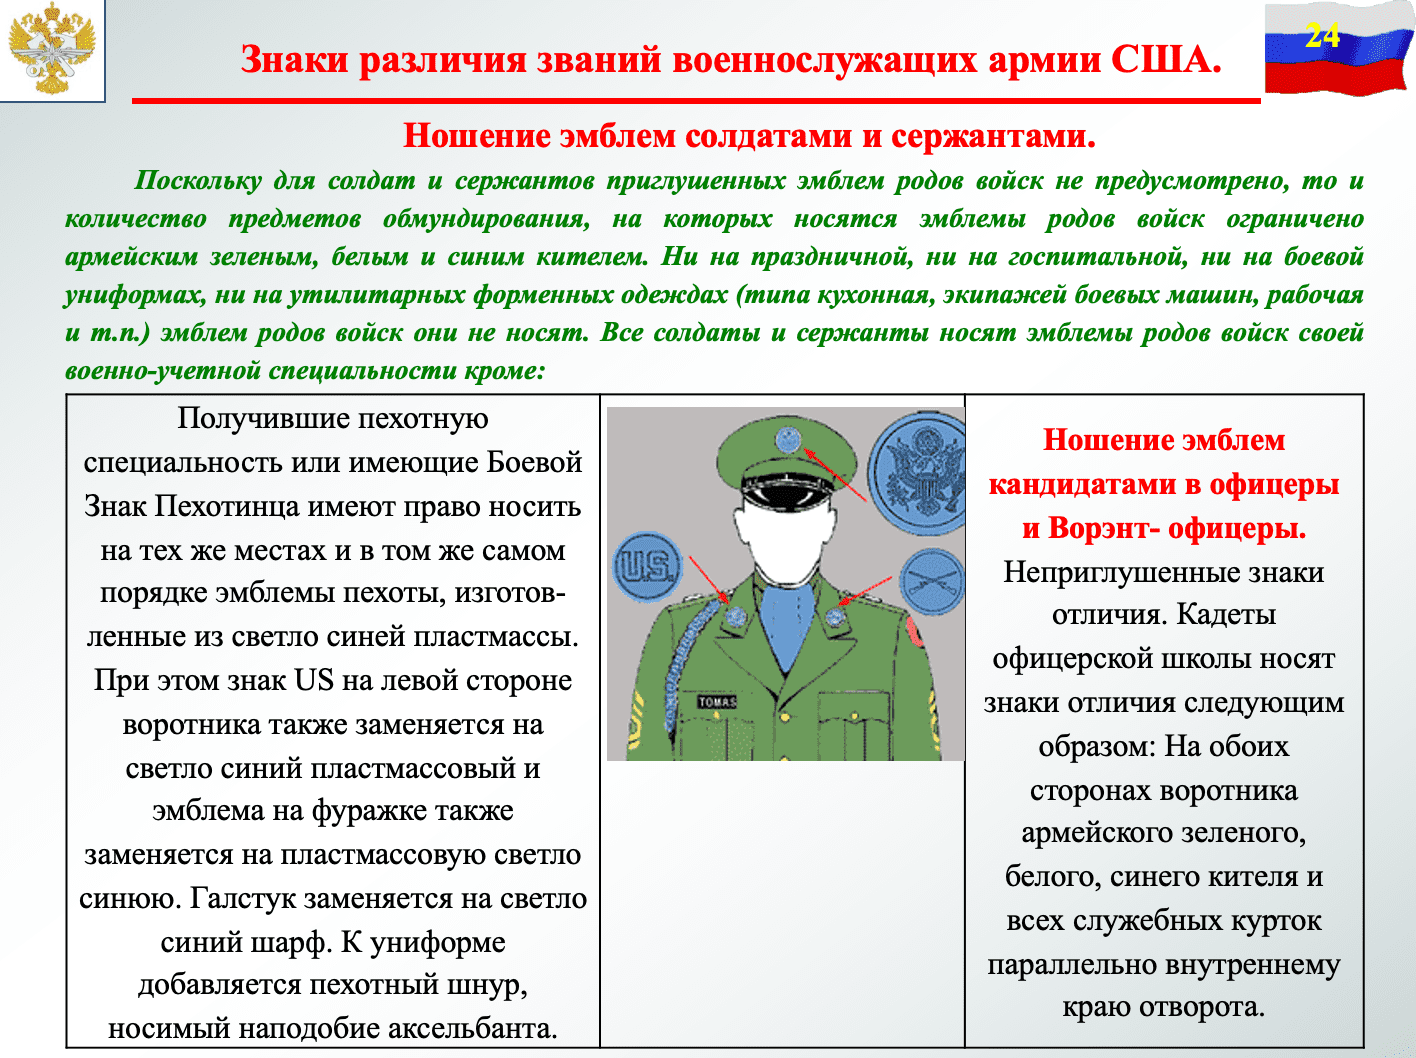 24
Знаки различия званий военнослужащих армии США.
Ношение эмблем солдатами и сержантами.
Поскольку для солдат и сержантов приглушенных эмблем родов войск не предусмотрено, то и
количество предметов обмундирования, на которых носятся эмблемы родов войск ограничено
армейским зеленым, белым и синим кителем. Ни на праздничной, ни на госпитальной, ни на боевой
униформах, ни на утилитарных форменных одеждах (типа кухонная, экипажей боевых машин, рабочая
и т.п.) эмблем родов войск они не носят. Все солдаты и сержанты носят эмблемы родов войск своей
военно-учетной специальности кроме:
Получившие пехотную
специальность или имеющие Боевой
Знак Пехотинца имеют право носить
на тех же местах и в том же самом
порядке эмблемы пехоты, изготов-
ленные из светло синей пластмассы.
При этом знак US на левой стороне
воротника также заменяется на
светло синий пластмассовый и
эмблема на фуражке также
заменяется на пластмассовую светло
синюю. Галстук заменяется на светло
синий шарф. К униформе
добавляется пехотный шнур,
носимый наподобие аксельбанта.
U.S.
TOMAS
Ношение эмблем
кандидатами в офицеры
и Ворэнт- офицеры.
Неприглушенные знаки
отличия. Кадеты
офицерской школы носят
знаки отличия следующим
образом: На обоих
сторонах воротника
армейского зеленого,
белого, синего кителя и
всех служебных курток
параллельно внутреннему
краю отворота.